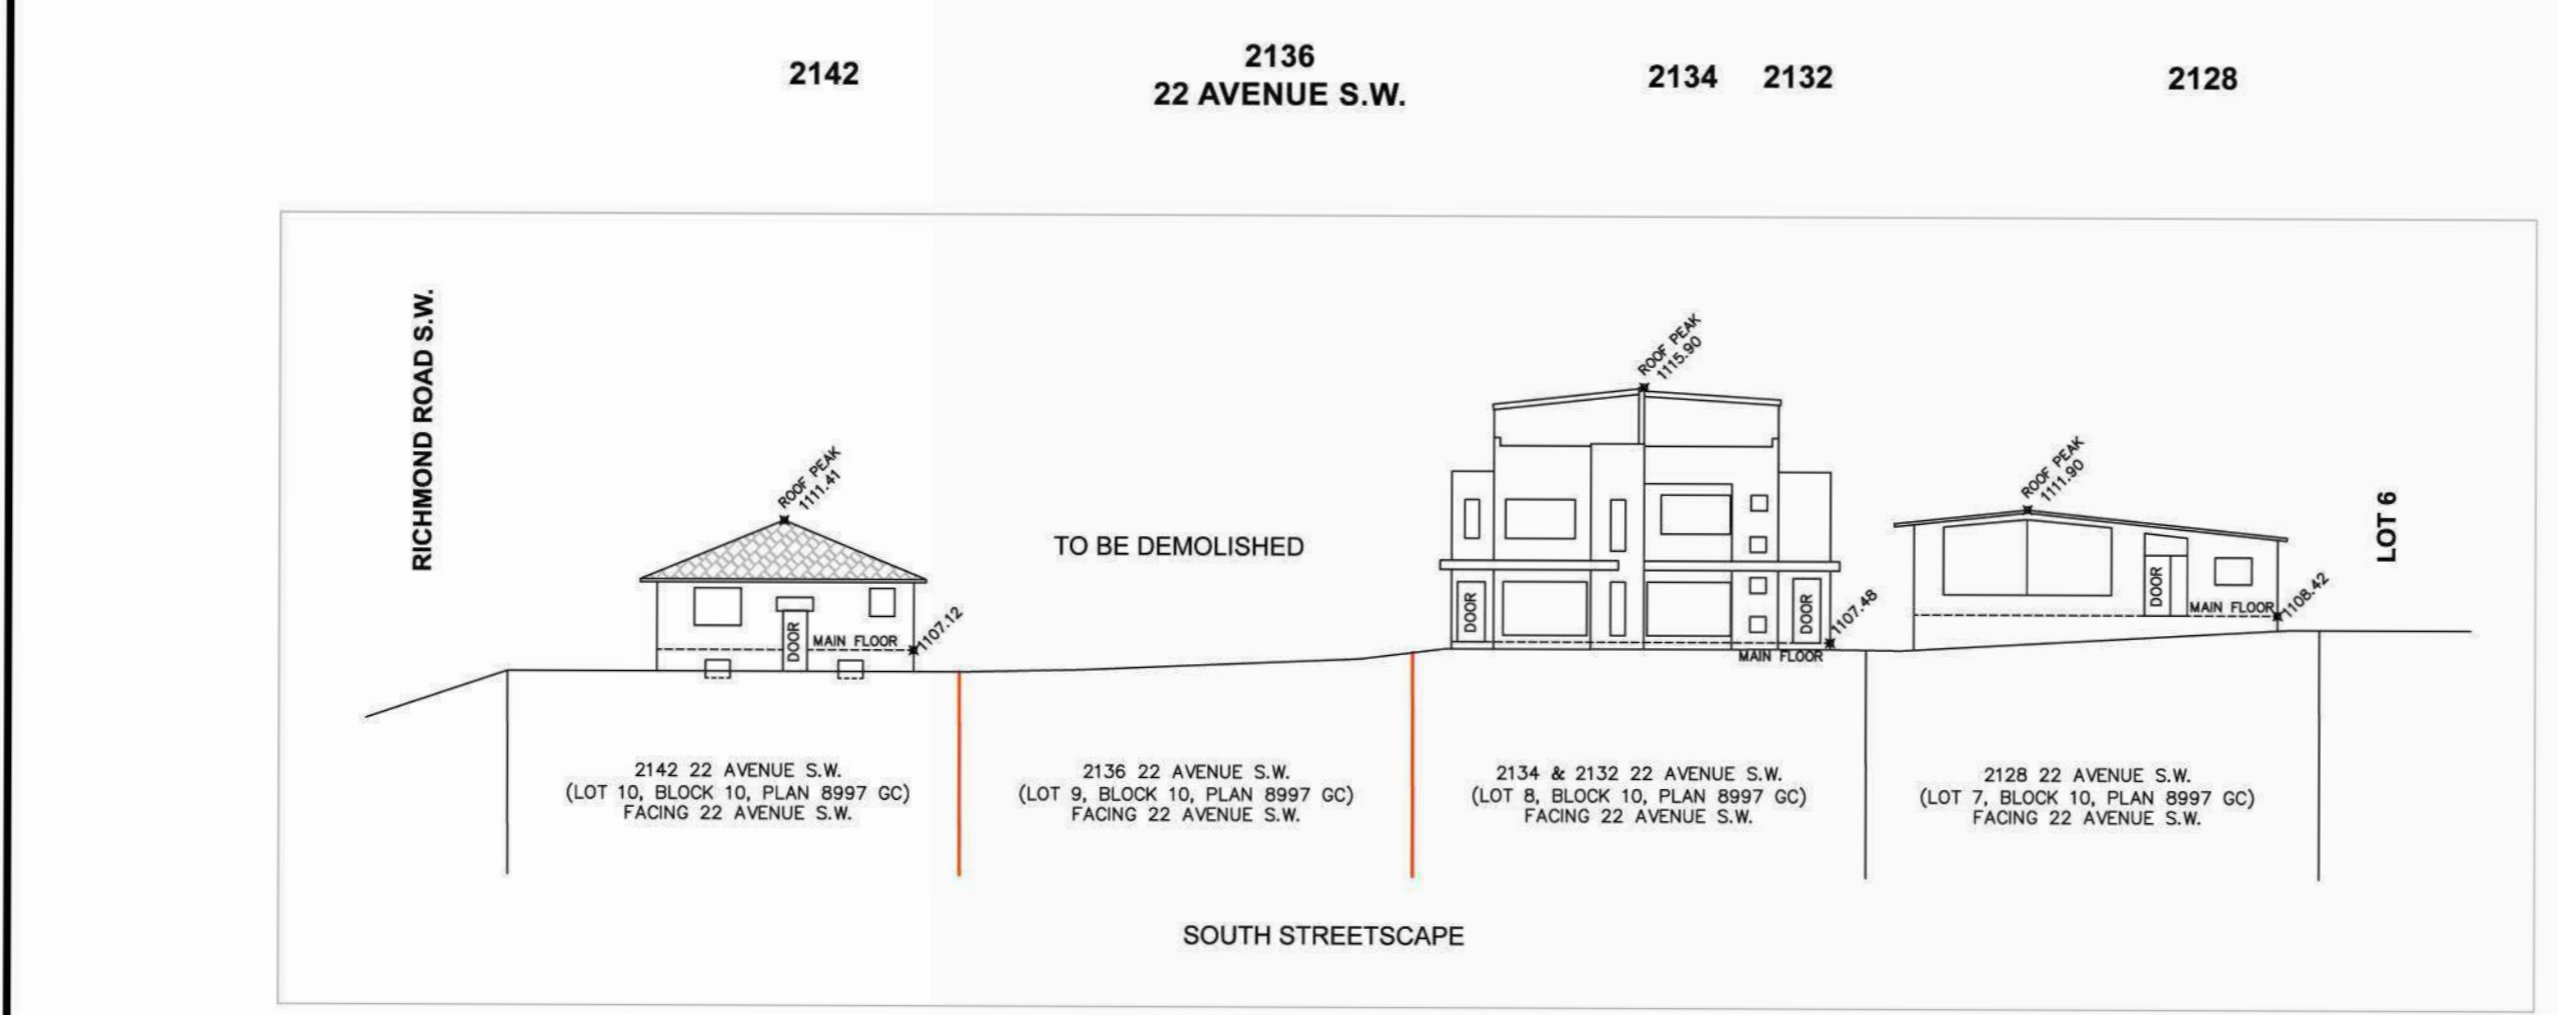 2142
2136
22 AVENUE S.W.
2134
2132
2128
RICHMOND ROAD S.W.
ROOF PEAK
1111.41
DOOR
MAIN FLOOR
1107.12
TO BE DEMOLISHED
ROOF PEAK
1115.90
DOOR
DOOR
MAIN FLOOR
1107.48
ROOF PEAK
1111.90
DOOR
MAIN FLOOR
1108.42
LOT 6
2142 22 AVENUE S.W.
(LOT 10, BLOCK 10, PLAN 8997 GC)
FACING 22 AVENUE S.W.
2136 22 AVENUE S.W.
(LOT 9, BLOCK 10, PLAN 8997 GC)
FACING 22 AVENUE S.W.
2134 & 2132 22 AVENUE S.W.
(LOT 8, BLOCK 10, PLAN 8997 GC)
FACING 22 AVENUE S.W.
2128 22 AVENUE S.W.
(LOT 7, BLOCK 10, PLAN 8997 GC)
FACING 22 AVENUE S.W.
SOUTH STREETSCAPE